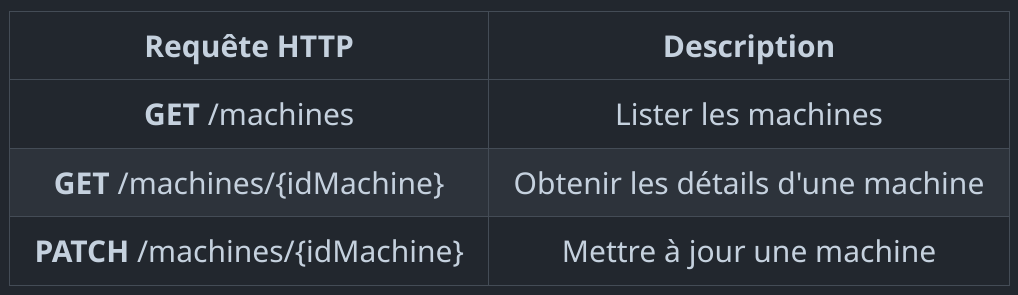 Requête HTTP Description
GET /machines Lister les machines
GET /machines/{idMachine} Obtenir les détails d'une machine
PATCH /machines/{idMachine} Mettre à jour une machine